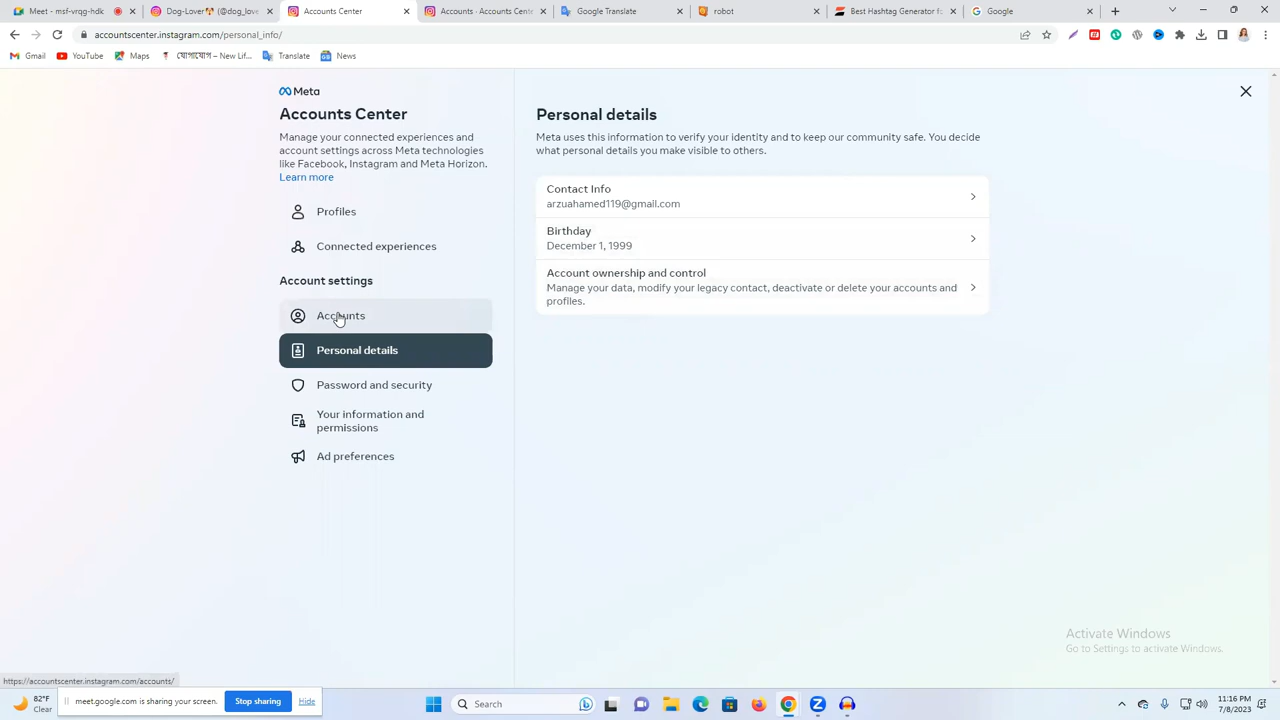 Meet - msf-vrqg-hdk
Dog-Lover (@dog_love
Accounts Center
Accounts - Accounts Cente
Google Translate
robot
Best Hashtag Generator fo
Google
accountscenter.instagram.com/personal_info/
Gmail
YouTube
Maps
যোগাযোগ – New Lif...
Translate
News
Meta
Accounts Center
Manage your connected experiences and
account settings across Meta technologies
like Facebook, Instagram and Meta Horizon.
Learn more
Profiles
Connected experiences
Account settings
Accounts
Personal details
Password and security
Your information and
permissions
Ad preferences
Personal details
Meta uses this information to verify your identity and to keep our community safe. You decide
what personal details you make visible to others.
Contact Info
arzuahamed119@gmail.com
Birthday
December 1, 1999
Account ownership and control
Manage your data, modify your legacy contact, deactivate or delete your accounts and
profiles.
Activate Windows
Go to Settings to activate Windows.
https://accountscenter.instagram.com/accounts/
82°F
Clear
meet.google.com is sharing your screen.
Stop sharing
Hide
Search
11:16 PM
7/8/2023